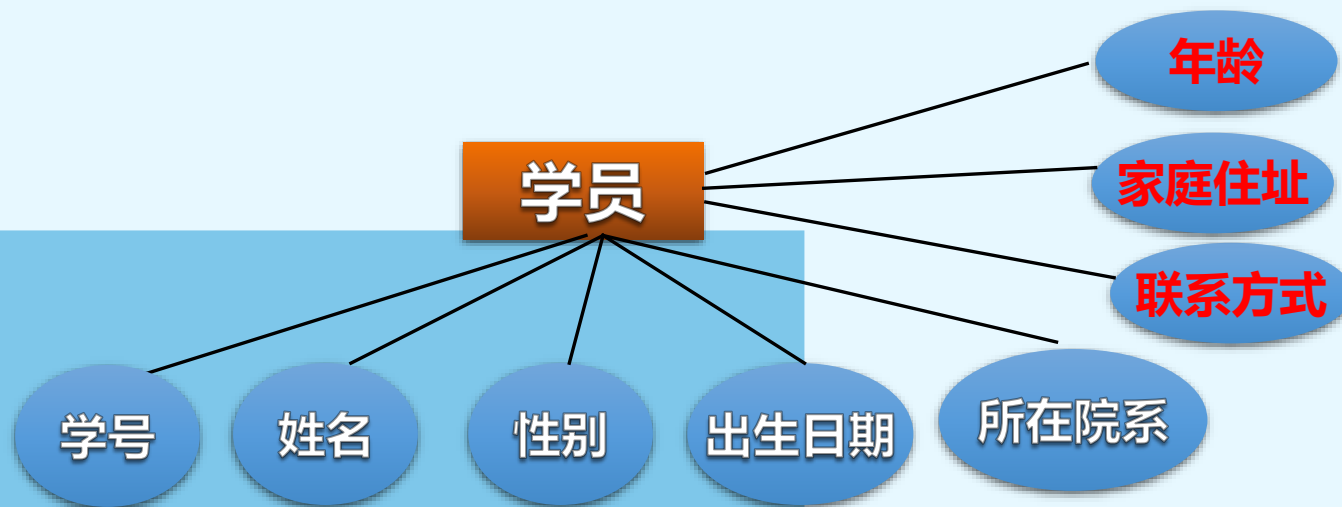 年龄
学员
家庭住址
联系方式
学号
姓名
性别
出生日期
所在院系